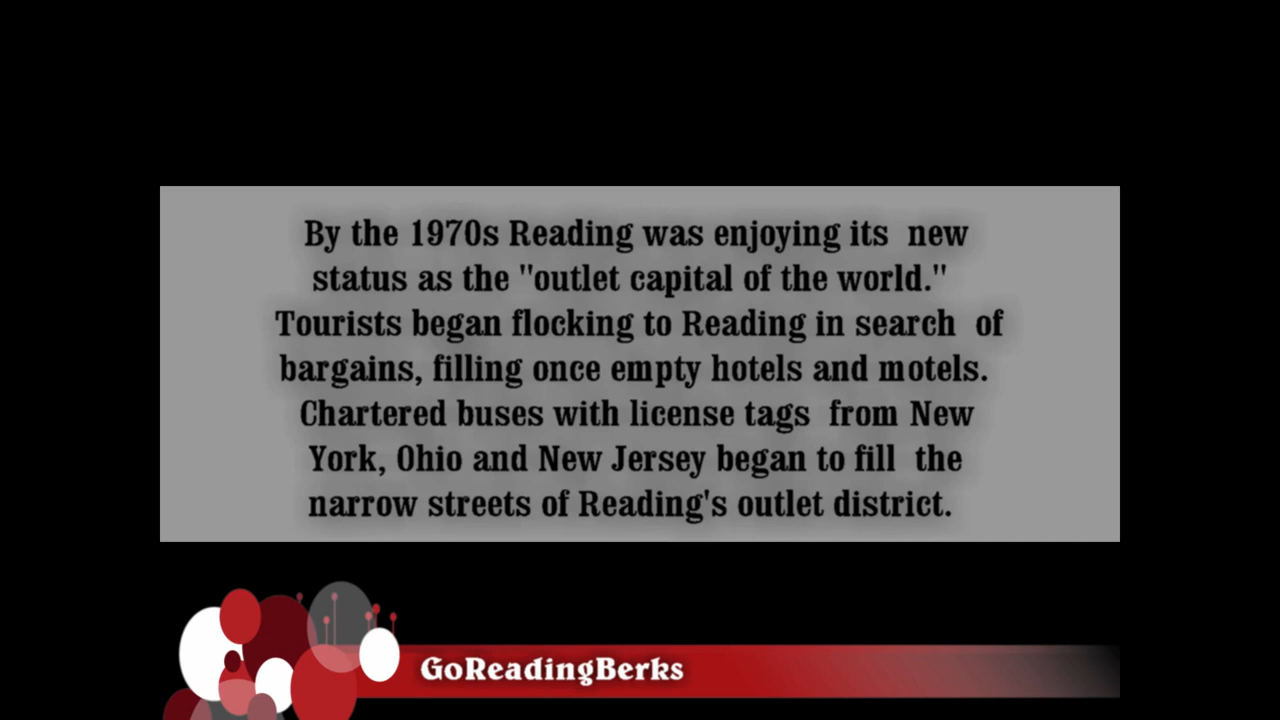 By the 1970s Reading was enjoying its new
status as the "outlet capital of the world."
Tourists began flocking to Reading in search of
bargains, filling once empty hotels and motels.
Chartered buses with license tags from New
York, Ohio and New Jersey began to fill the
narrow streets of Reading's outlet district.
GoReadingBerks